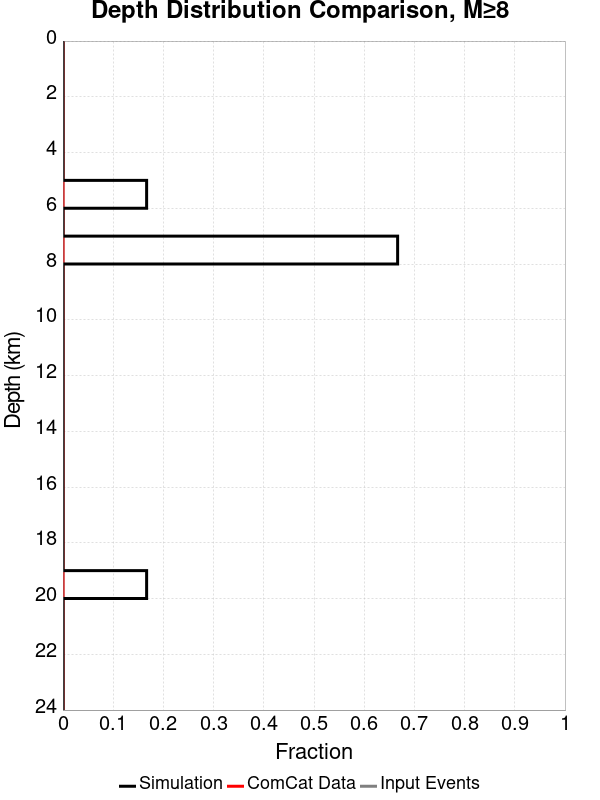 Depth Distribution Comparison, M≥8
0
2
4
6
8
10
12
14
16
18
20
22
24
Depth (km)
0 0.1 0.2 0.3 0.4 0.5 0.6 0.7 0.8 0.9 1
Fraction
Simulation ComCat Data Input Events